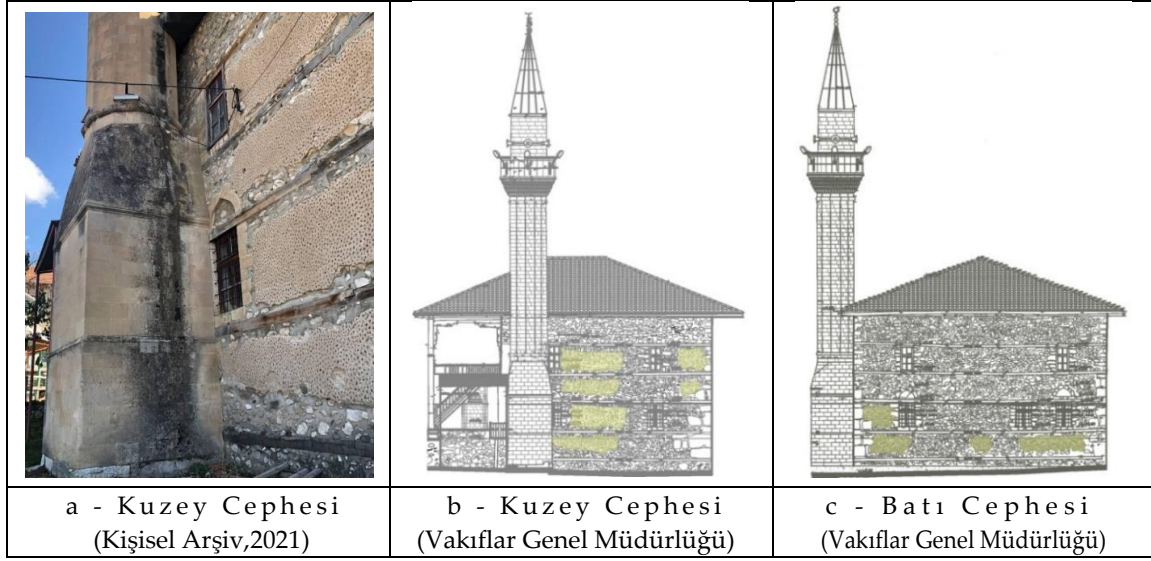 a - Kuzey Cephesi
(Kişisel Arşiv,2021)
b - Kuzey Cephesi
(Vakıflar Genel Müdürlüğü)
c - Batı Cephesi
(Vakıflar Genel Müdürlüğü)